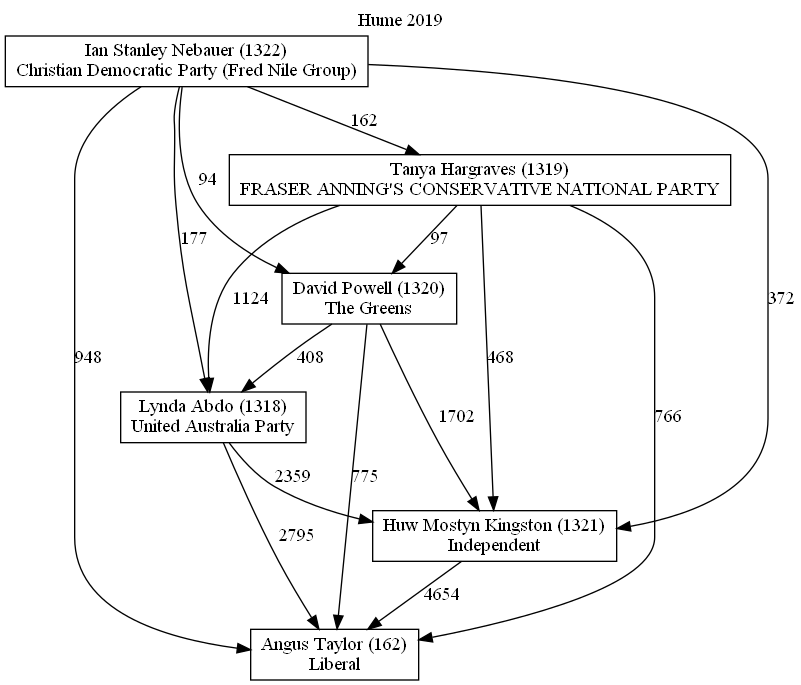 Hume 2019
Ian Stanley Nebauer (1322)
Christian Democratic Party (Fred Nile Group)
162
Tanya Hargraves (1319)
FRASER ANNING'S CONSERVATIVE NATIONAL PARTY
94
177
97
David Powell (1320)
The Greens
1124
372
948
408
468
Lynda Abdo (1318)
United Australia Party
1702
766
2359
775
Huw Mostyn Kingston (1321)
Independent
2795
4654
Angus Taylor (162)
Liberal